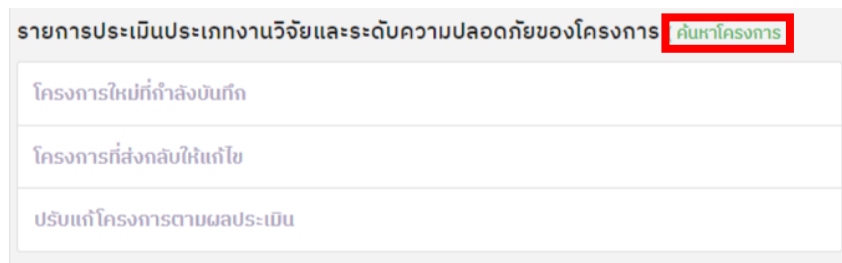 รายการประเมินประเภทงานวิจัยและระดับความปลอดภัยของโครงการ ค้นหาโครงการ
โครงการใหม่ที่กำลังบันทึก
โครงการที่ส่งกลับให้แก้ไข
ปรับแก้โครงการตามผลประเมิน